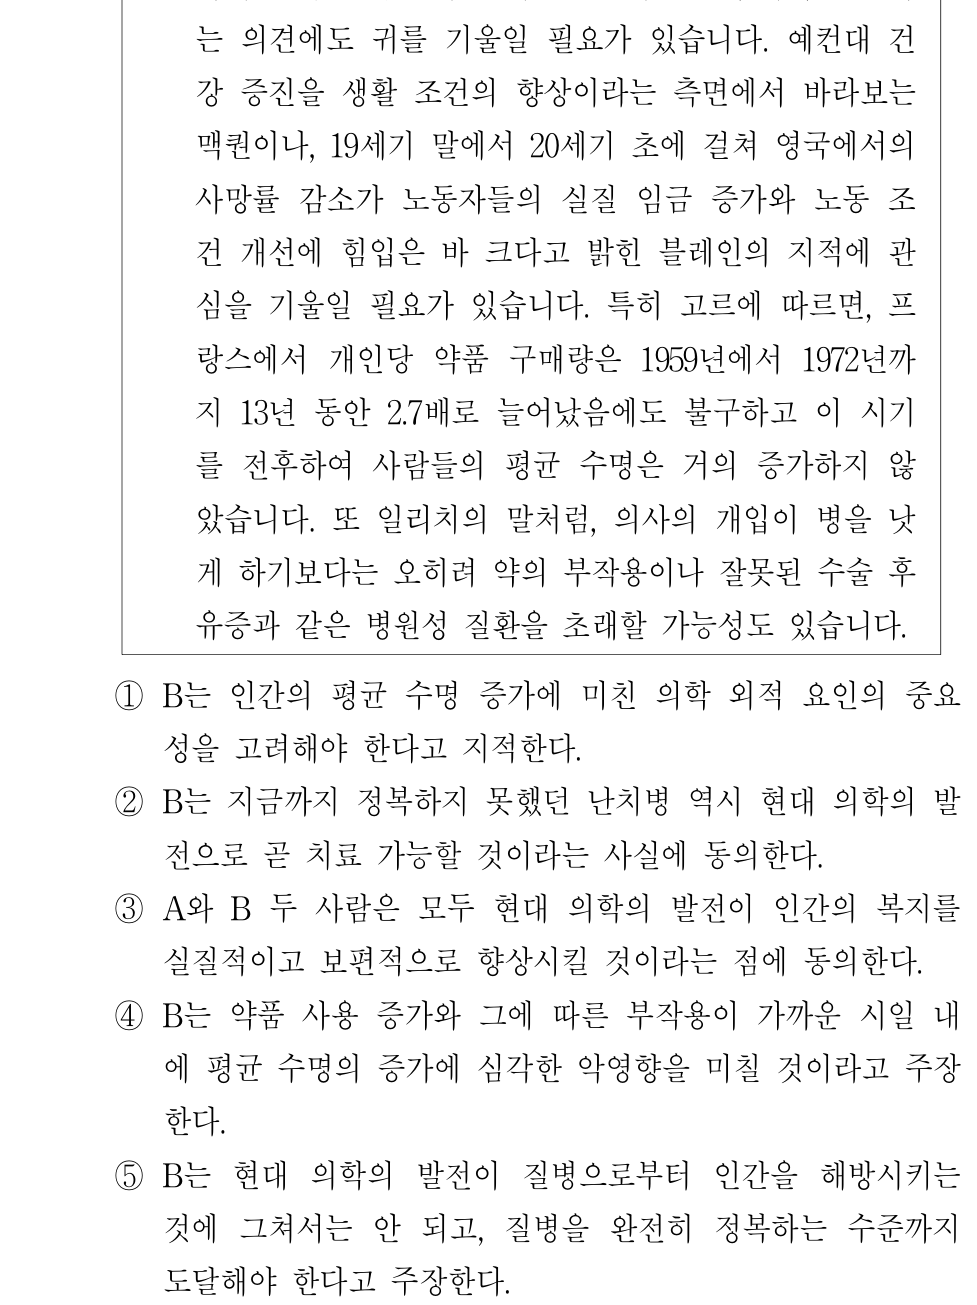 는 의견에도 귀를 기울일 필요가 있습니다. 예컨대 건
강 증진을 생활 조건의 향상이라는 측면에서 바라보는
맥퀀이나, 19세기 말에서 20세기 초에 걸쳐 영국에서의
사망률 감소가 노동자들의 실질 임금 증가와 노동 조
건 개선에 힘입은 바 크다고 밝힌 블레인의 지적에 관
심을 기울일 필요가 있습니다. 특히 고르에 따르면, 프
랑스에서 개인당 약품 구매량은 1959년에서 1972년까
지 13년 동안 2.7배로 늘어났음에도 불구하고 이 시기
를 전후하여 사람들의 평균 수명은 거의 증가하지 않
았습니다. 또 일리치의 말처럼, 의사의 개입이 병을 낫
게 하기보다는 오히려 약의 부작용이나 잘못된 수술 후
유증과 같은 병원성 질환을 초래할 가능성도 있습니다.
① B는 인간의 평균 수명 증가에 미친 의학 외적 요인의 중요
성을 고려해야 한다고 지적한다.
② B는 지금까지 정복하지 못했던 난치병 역시 현대 의학의 발
전으로 곧 치료 가능할 것이라는 사실에 동의한다.
③ A와 B 두 사람은 모두 현대 의학의 발전이 인간의 복지를
실질적이고 보편적으로 향상시킬 것이라는 점에 동의한다.
④ B는 약품 사용 증가와 그에 따른 부작용이 가까운 시일 내
에 평균 수명의 증가에 심각한 악영향을 미칠 것이라고 주장
한다.
⑤ B는 현대 의학의 발전이 질병으로부터 인간을 해방시키는
것에 그쳐서는 안 되고, 질병을 완전히 정복하는 수준까지
도달해야 한다고 주장한다.